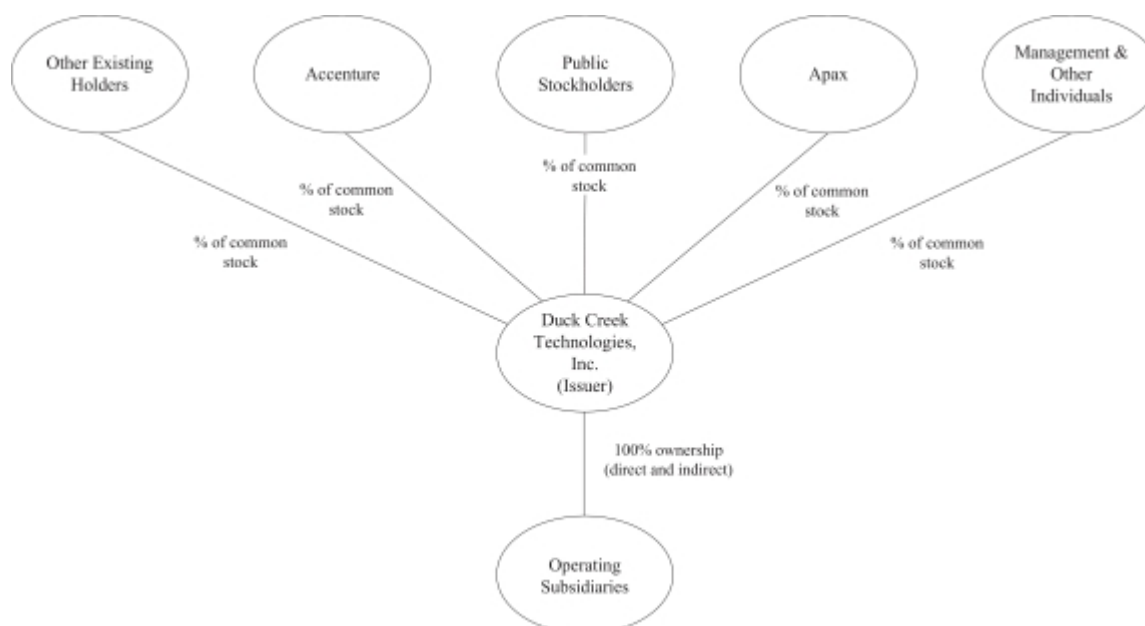 Other Existing
Holders
Accenture
Public
Stockholders
Apax
Management &
Other
Individuals
% of common
stock
% of common
stock
% of common
stock
% of common
stock
% of common
stock
Duck Creek
Technologies,
Inc.
(Issuer)
100% ownership
(direct and indirect)
Operating
Subsidiaries